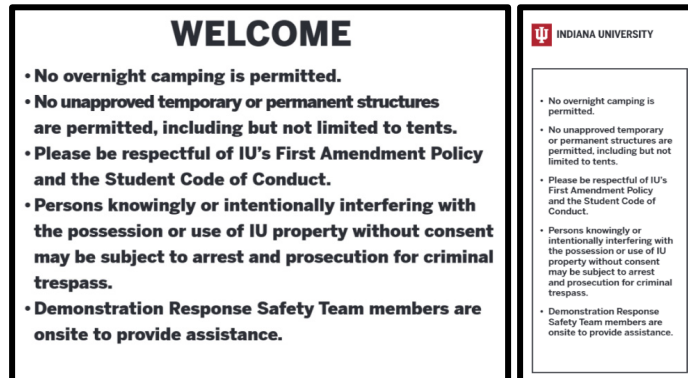 WELCOME
• No overnight camping is permitted.
• No unapproved temporary or permanent structures
are permitted, including but not limited to tents.
• Please be respectful of IU's First Amendment Policy
and the Student Code of Conduct.
• Persons knowingly or intentionally interfering with
the possession or use of IU property without consent
may be subject to arrest and prosecution for criminal
trespass.
• Demonstration Response Safety Team members are
onsite to provide assistance.
INDIANA UNIVERSITY
• No overnight camping is
permitted.
• No unapproved temporary
or permanent structures are
permitted, including but not
limited to tents.
• Please be respectful of IU's
First Amendment Policy
and the Student Code of
Conduct.
• Persons knowingly or
intentionally interfering with
the possession or use of IU
property without consent
may be subject to arrest
and prosecution for criminal
trespass.
• Demonstration Response
Safety Team members are
onsite to provide assistance.